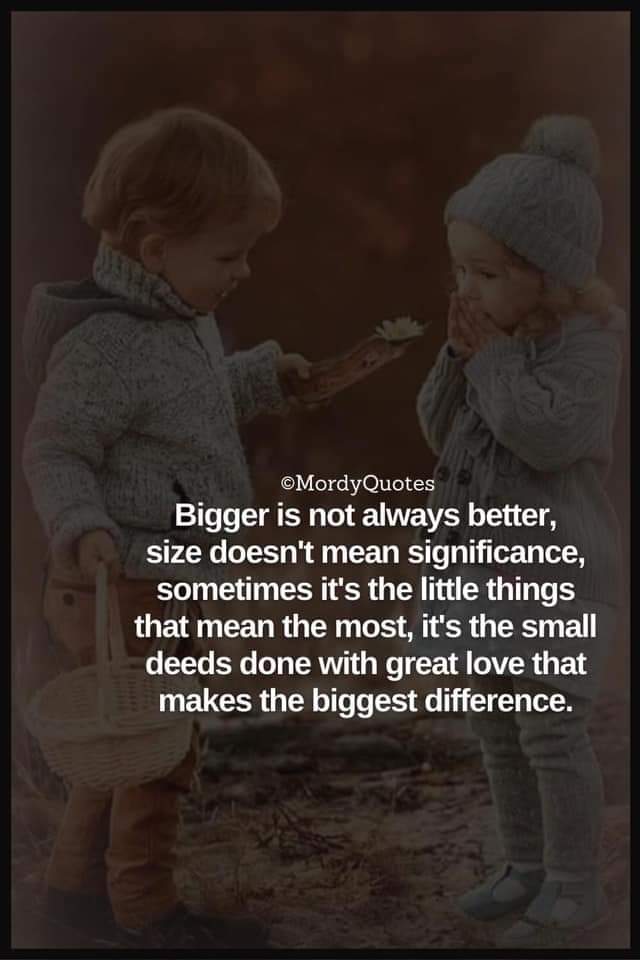 ©MordyQuotes
Bigger is not always better,
size doesn't mean significance,
sometimes it's the little things
that mean the most, it's the small
deeds done with great love that
makes the biggest difference.